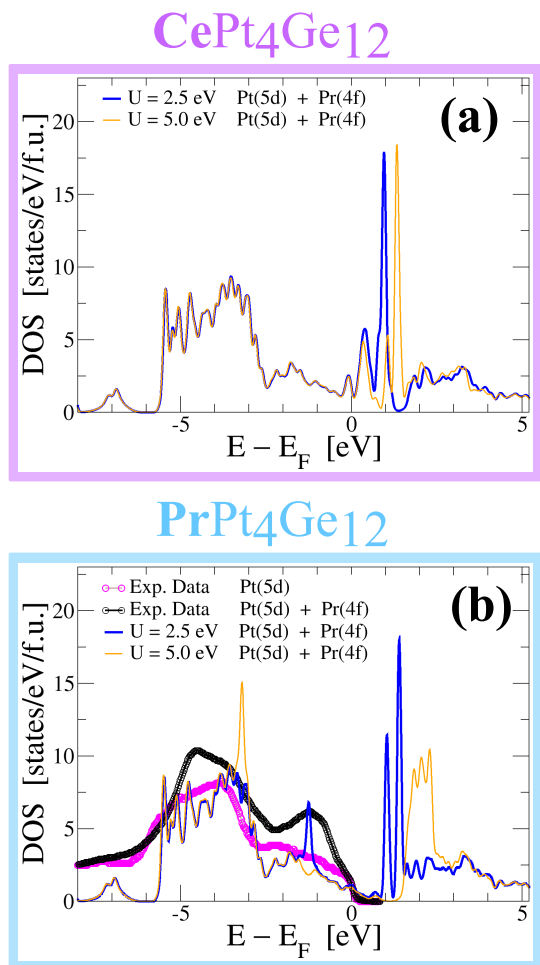 CePt4Ge12
U = 2.5 eV Pt(5d) + Pr(4f)
U = 5.0 eV Pt(5d) + Pr(4f)
(a)
DOS [states/eV/f.u.]
20
15
10
5
0
-5 0 5
E – EF [eV]
PrPt4Ge12
Exp. Data Pt(5d)
Exp. Data Pt(5d) + Pr(4f)
U = 2.5 eV Pt(5d) + Pr(4f)
U = 5.0 eV Pt(5d) + Pr(4f)
(b)
DOS [states/eV/f.u.]
20
15
10
5
0
-5 0 5
E – EF [eV]